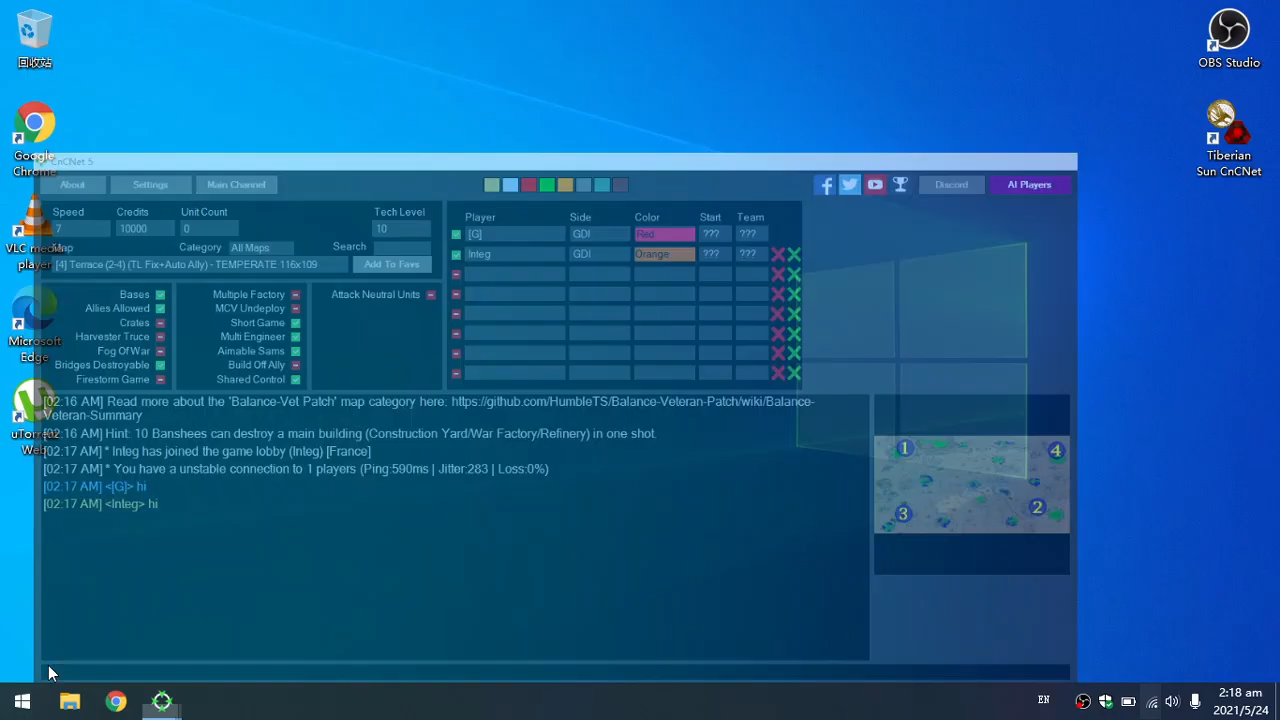 回收站
OBS Studio
Google
Chrome
Tiberian
Sun CnCNet
CnCNet 5
About
Settings
Main Channel
Discord
AI Players
Speed
Credits
Unit Count
Tech Level
7
10000
0
10
VLC media
player
Map
Category
All Maps
Search
[4] Terrace (2-4) (TL Fix+Auto Ally) - TEMPERATE 116x109
Add To Favs
Player
Side
Color
Start
Team
[G]
GDI
Red
???
???
Integ
GDI
Orange
???
???
Bases
Allies Allowed
Crates
Harvester Truce
Fog Of War
Bridges Destroyable
Firestorm Game
Multiple Factory
MCV Undeploy
Short Game
Multi Engineer
Aimable Sams
Build Off Ally
Shared Control
Attack Neutral Units
Microsoft
Edge
uTorrent
Web
[02:16 AM] Read more about the 'Balance-Vet Patch' map category here: https://github.com/HumbleTS/Balance-Veteran-Patch/wiki/Balance-
Veteran-Summary
[02:16 AM] Hint: 10 Banshees can destroy a main building (Construction Yard/War Factory/Refinery) in one shot.
[02:17 AM] * Integ has joined the game lobby (Integ) [France]
[02:17 AM] * You have a unstable connection to 1 players (Ping:590ms | Jitter:283 | Loss:0%)
[02:17 AM] <[G]> hi
[02:17 AM] <Integ> hi
1
4
3
2
EN
2:18 am
2021/5/24